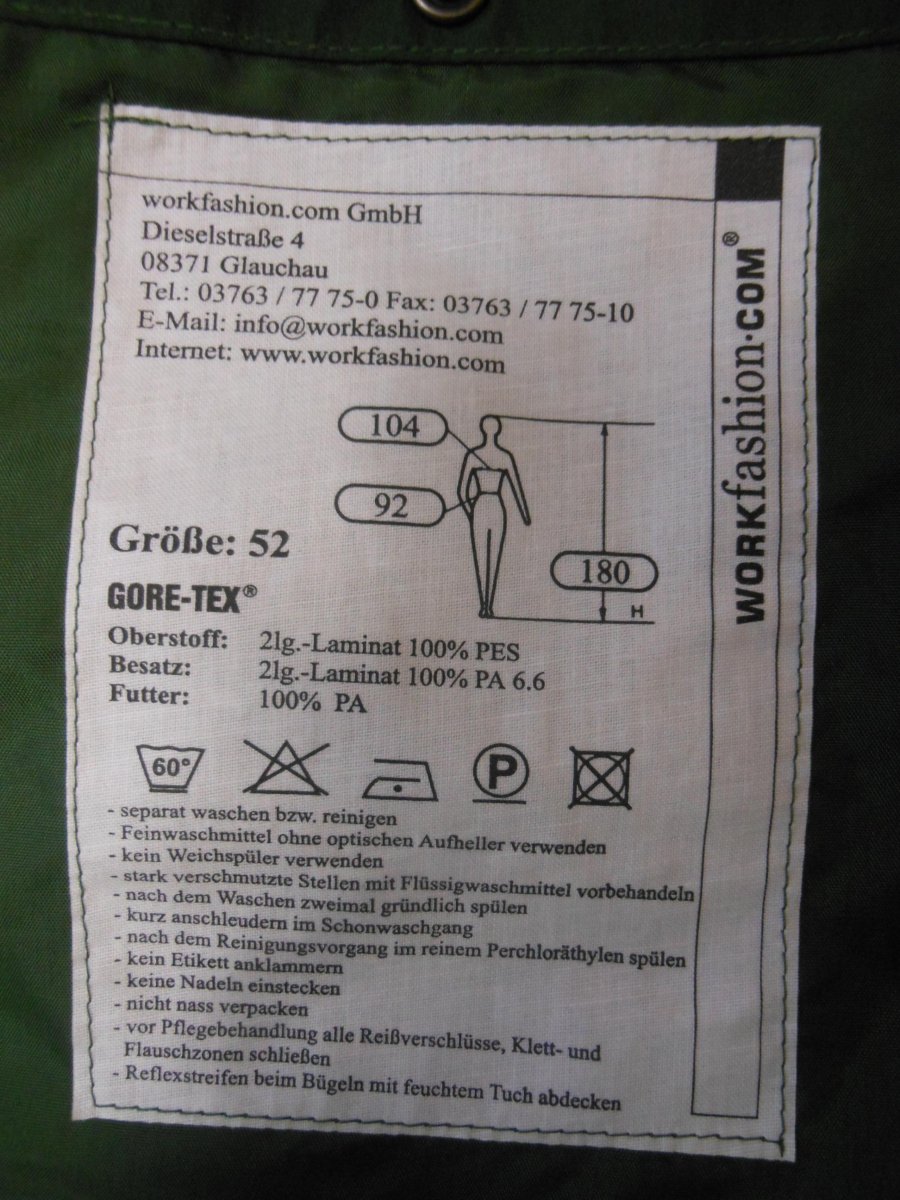 workfashion.com GmbH
Dieselstraße 4
08371 Glauchau
Tel.: 03763 / 77 75-0 Fax: 03763 / 77 75-10
E-Mail: info@workfashion.com
Internet: www.workfashion.com
WORKfashion·COM®
104
92
180
H
Größe: 52
GORE-TEX®
Oberstoff: 2lg.-Laminat 100% PES
Besatz: 2lg.-Laminat 100% PA 6.6
Futter: 100% PA
60°
P
- separat waschen bzw. reinigen
- Feinwaschmittel ohne optischen Aufheller verwenden
- kein Weichspüler verwenden
- stark verschmutzte Stellen mit Flüssigwaschmittel vorbehandeln
- nach dem Waschen zweimal gründlich spülen
- kurz anschleudern im Schonwaschgang
- nach dem Reinigungsvorgang im reinem Perchloräthylen spülen
- kein Etikett anklammern
- keine Nadeln einstecken
- nicht nass verpacken
- vor Pflegebehandlung alle Reißverschlüsse, Klett- und
Flauschzonen schließen
- Reflexstreifen beim Bügeln mit feuchtem Tuch abdecken